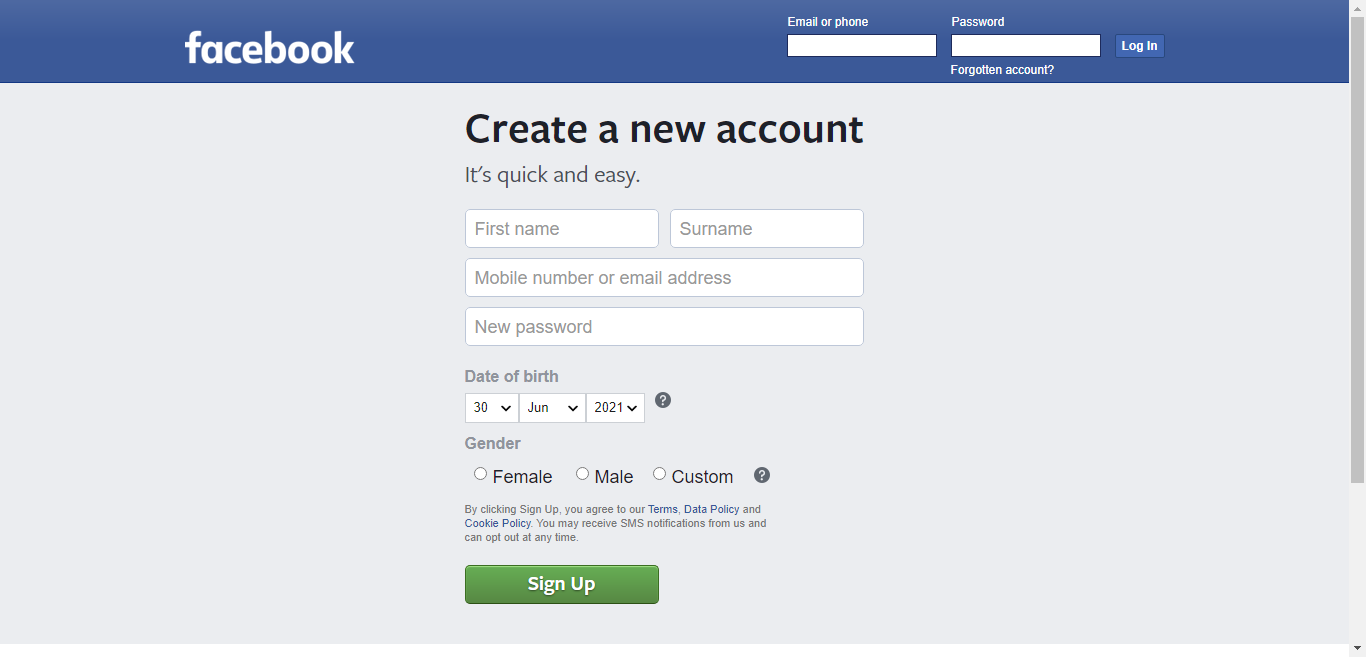 facebook
Email or phone
Password
Log In
Forgotten account?
Create a new account
It's quick and easy.
First name
Surname
Mobile number or email address
New password
Date of birth
30
Jun
2021
?
Gender
Female
Male
Custom
?
By clicking Sign Up, you agree to our Terms, Data Policy and
Cookie Policy. You may receive SMS notifications from us and
can opt out at any time.
Sign Up